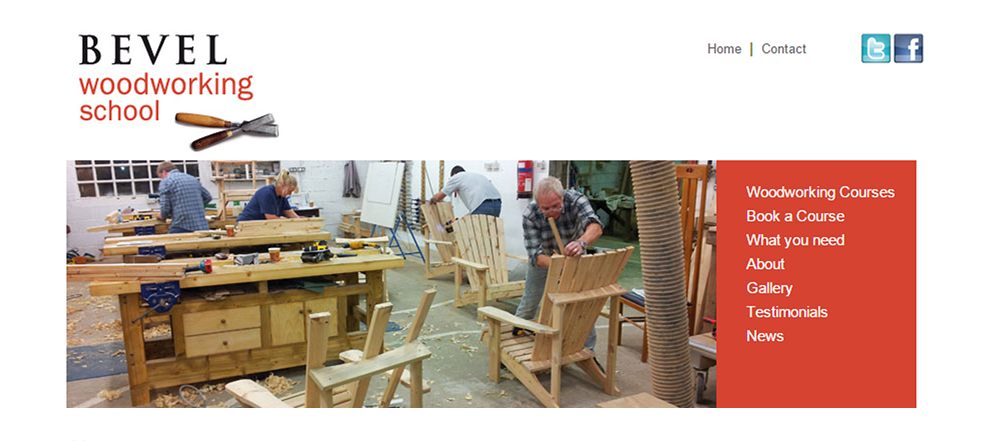 BEVEL
woodworking
school
Home | Contact
Woodworking Courses
Book a Course
What you need
About
Gallery
Testimonials
News